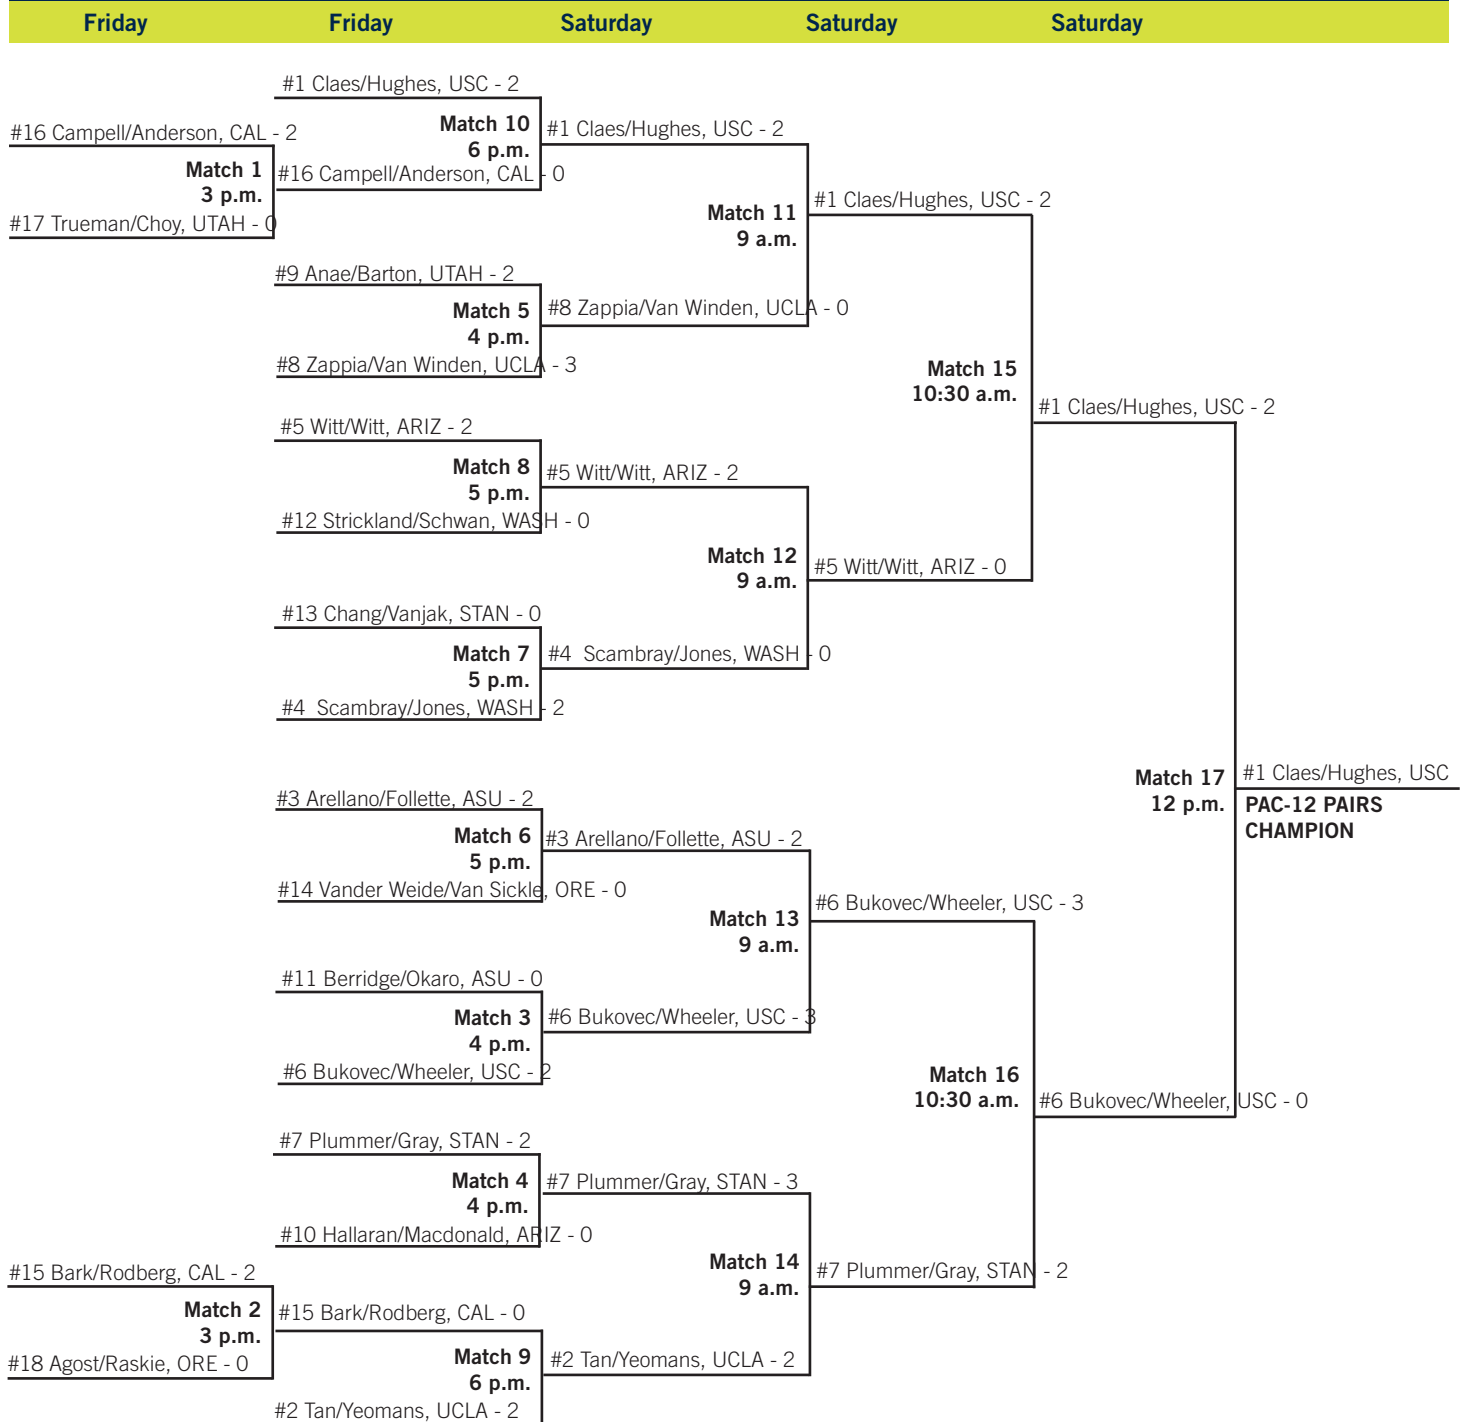 Friday Friday Saturday Saturday Saturday
#1 Claes/Hughes, USC - 2
#16 Campell/Anderson, CAL - 2
Match 10
6 p.m.
#1 Claes/Hughes, USC - 2
Match 1
3 p.m.
#16 Campell/Anderson, CAL - 0
#17 Trueman/Choy, UTAH - 0
Match 11
9 a.m.
#1 Claes/Hughes, USC - 2
#9 Anae/Barton, UTAH - 2
Match 5
4 p.m.
#8 Zappia/Van Winden, UCLA - 0
#8 Zappia/Van Winden, UCLA - 3
Match 15
10:30 a.m.
#1 Claes/Hughes, USC - 2
#5 Witt/Witt, ARIZ - 2
Match 8
5 p.m.
#5 Witt/Witt, ARIZ - 2
#12 Strickland/Schwan, WASH - 0
Match 12
9 a.m.
#5 Witt/Witt, ARIZ - 0
#13 Chang/Vanjak, STAN - 0
Match 7
5 p.m.
#4 Scambray/Jones, WASH - 0
#4 Scambray/Jones, WASH - 2
Match 17
12 p.m.
#1 Claes/Hughes, USC
PAC-12 PAIRS
CHAMPION
#3 Arellano/Follette, ASU - 2
Match 6
5 p.m.
#3 Arellano/Follette, ASU - 2
#14 Vander Weide/Van Sickle, ORE - 0
Match 13
9 a.m.
#6 Bukovec/Wheeler, USC - 3
#11 Berridge/Okaro, ASU - 0
Match 3
4 p.m.
#6 Bukovec/Wheeler, USC - 3
#6 Bukovec/Wheeler, USC - 2
Match 16
10:30 a.m.
#6 Bukovec/Wheeler, USC - 0
#7 Plummer/Gray, STAN - 2
Match 4
4 p.m.
#7 Plummer/Gray, STAN - 3
#10 Hallaran/Macdonald, ARIZ - 0
Match 14
9 a.m.
#7 Plummer/Gray, STAN - 2
#15 Bark/Rodberg, CAL - 2
Match 2
3 p.m.
#15 Bark/Rodberg, CAL - 0
#18 Agost/Raskie, ORE - 0
Match 9
6 p.m.
#2 Tan/Yeomans, UCLA - 2
#2 Tan/Yeomans, UCLA - 2